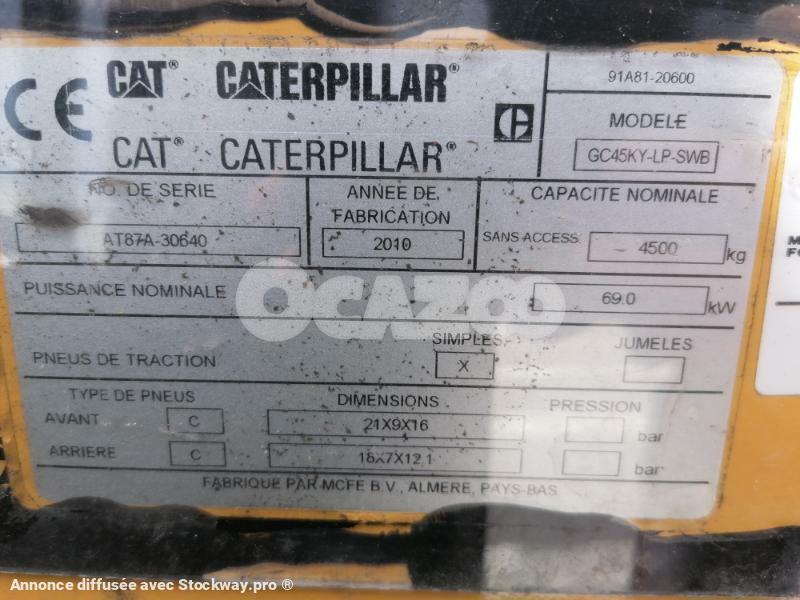 CE CAT® CATERPILLAR®
CAT® CATERPILLAR®
91A81-20600
MODELE
GC45KY-LP-SWB
NO. DE SERIE
AT87A-30640
ANNEE DE
FABRICATION
2010
CAPACITE NOMINALE
SANS ACCESS. 4500 kg
PUISSANCE NOMINALE 69.0 kW
OCAZOO
PNEUS DE TRACTION
SIMPLES
X
JUMELES
TYPE DE PNEUS DIMENSIONS PRESSION
AVANT C 21X9X16 bar
ARRIERE C 18X7X12.1 bar
FABRIQUE PAR MCFE B.V., ALMERE, PAYS-BAS
Annonce diffusée avec Stockway.pro ®